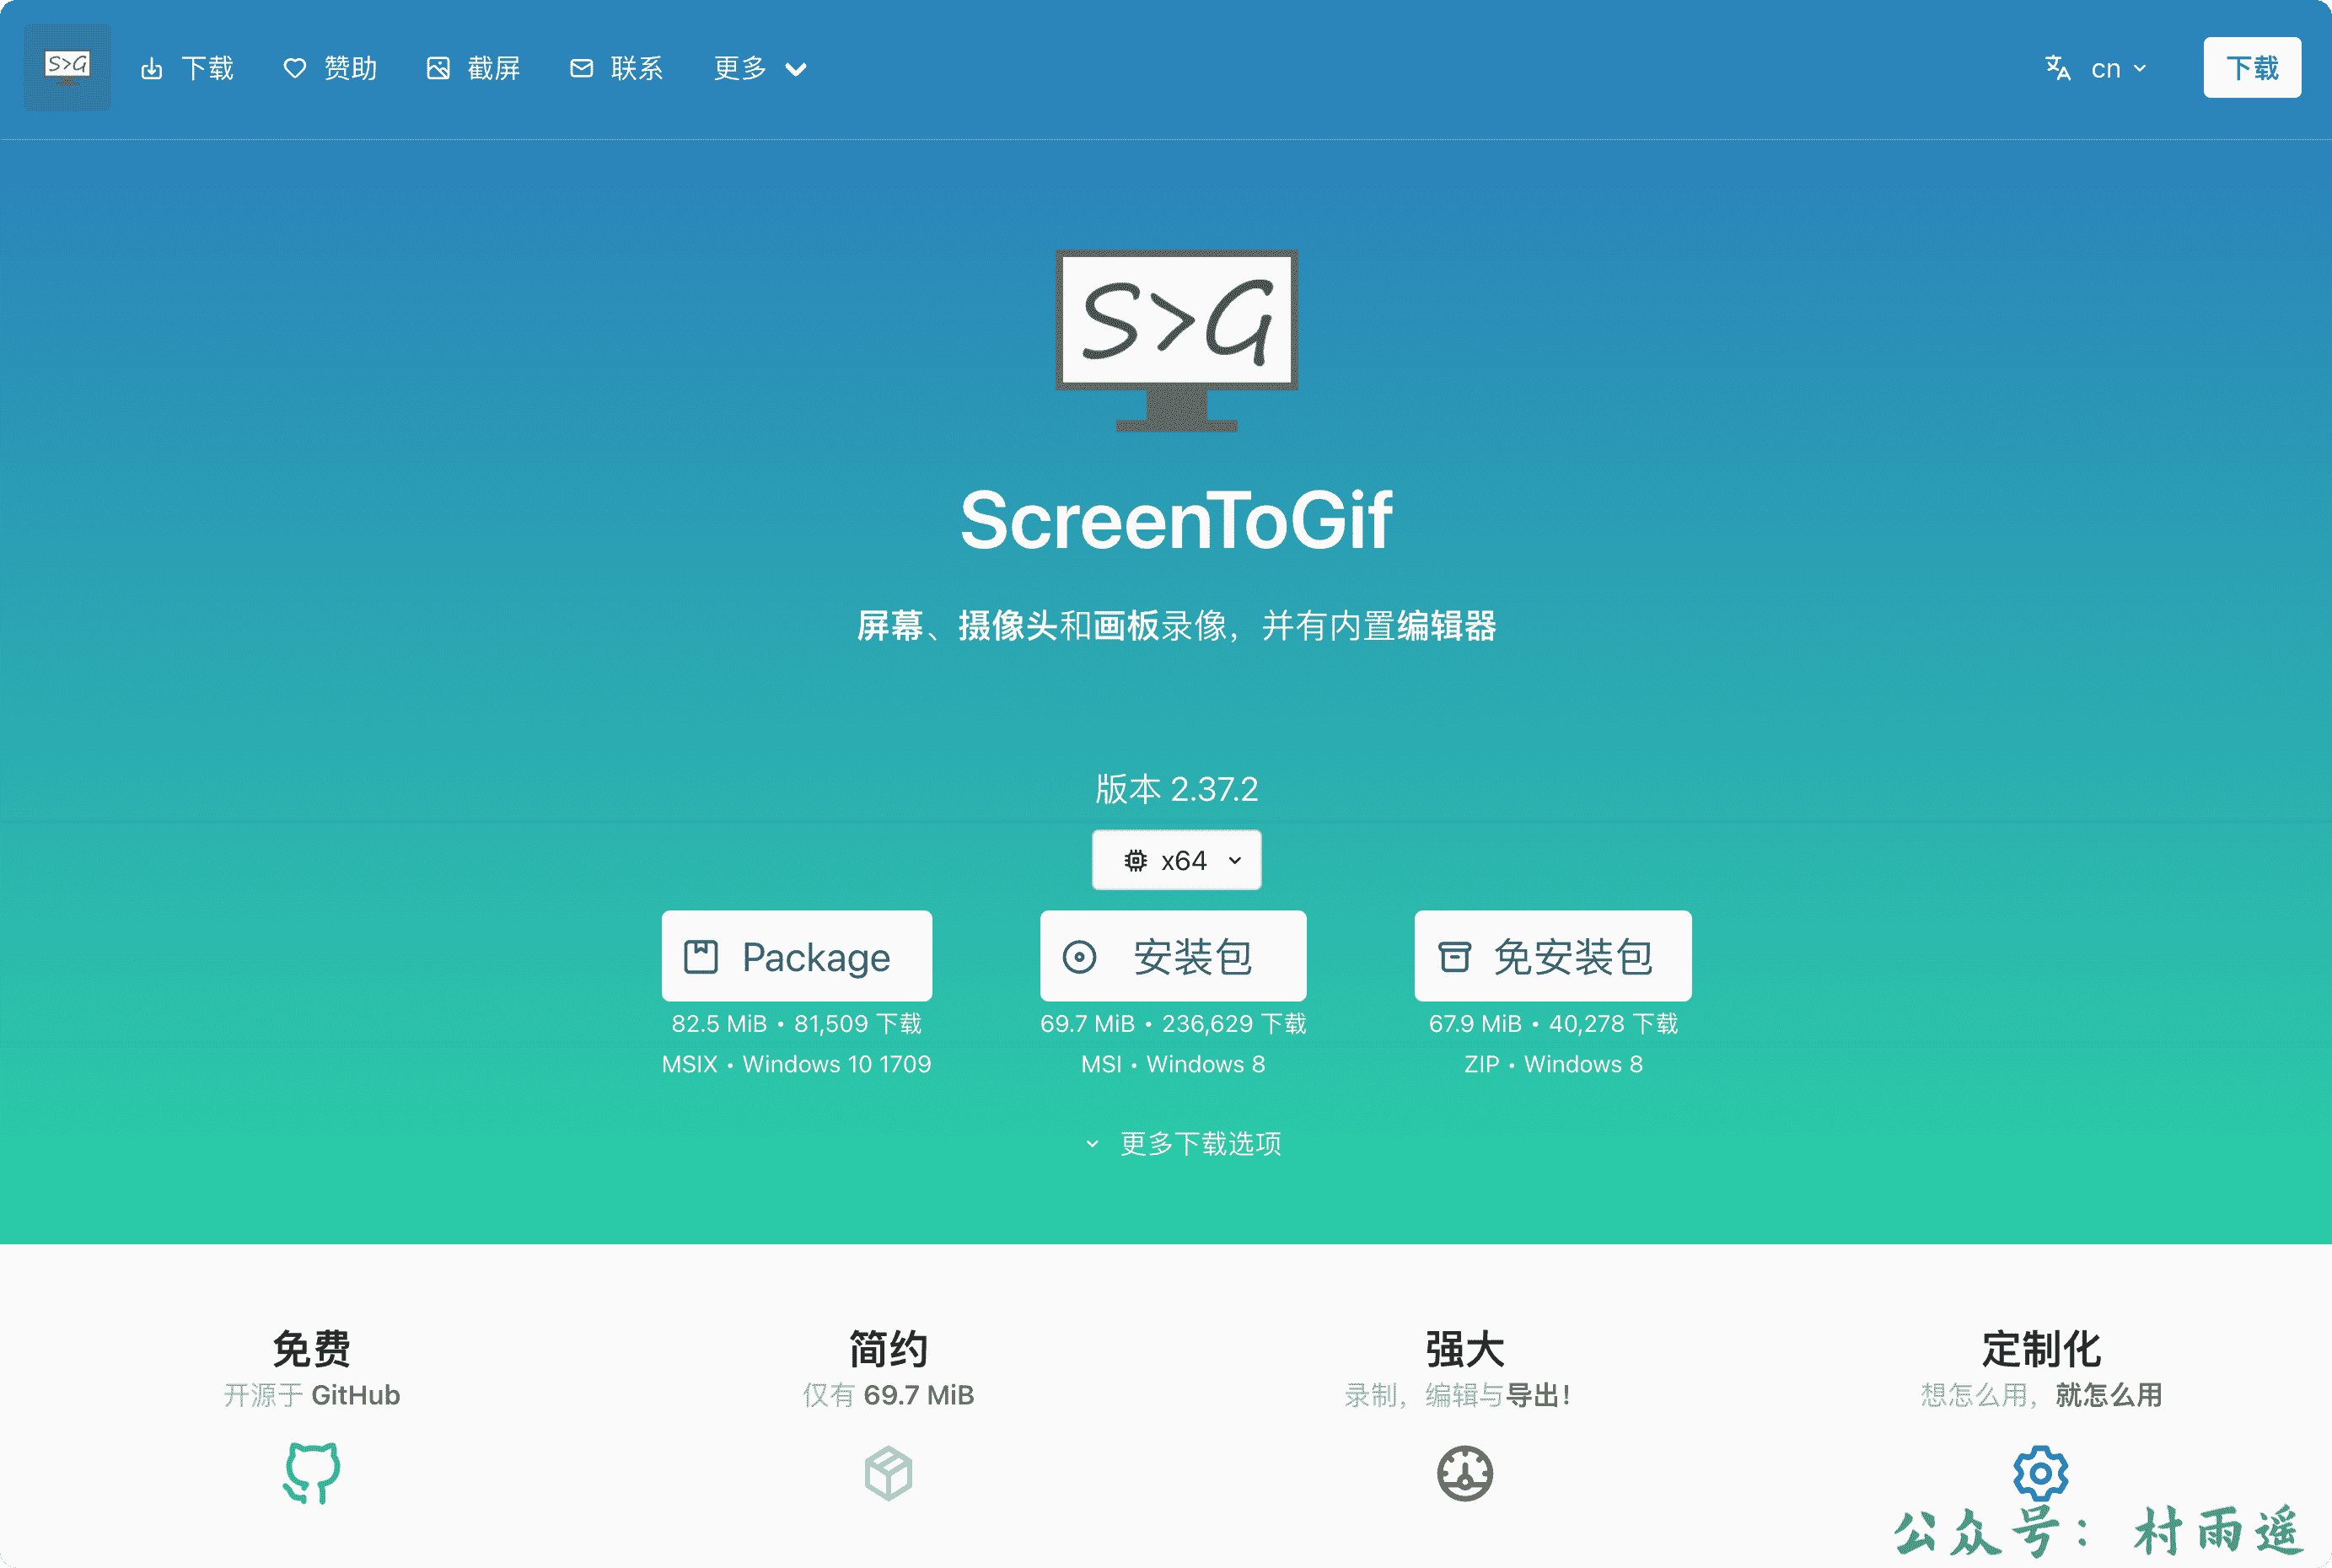 S>G 下载 赞助 截屏 联系 更多 cn 下载
S>G
ScreenToGif
屏幕、摄像头和画板录像，并有内置编辑器
版本 2.37.2
x64
Package 安装包 免安装包
82.5 MiB • 81,509 下载 69.7 MiB • 236,629 下载 67.9 MiB • 40,278 下载
MSIX • Windows 10 1709 MSI • Windows 8 ZIP • Windows 8
更多下载选项
免费 简约 强大 定制化
开源于 GitHub 仅有 69.7 MiB 录制，编辑与导出！ 想怎么用，就怎么用
公众号：村雨遥